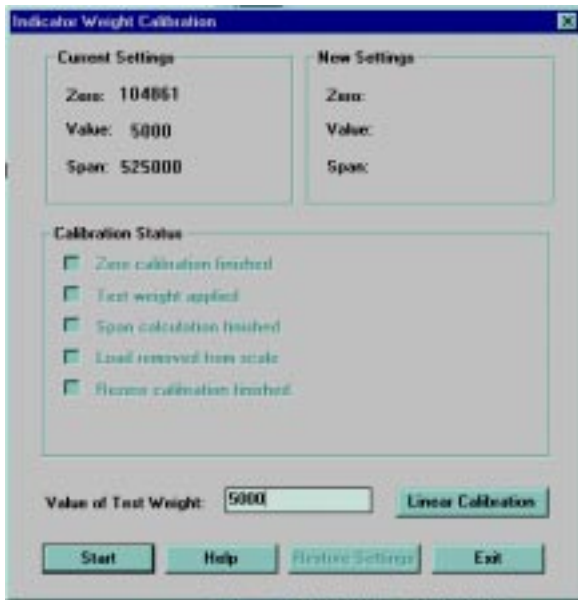 Indicator Weight Calibration
Current Settings
Zero: 104861
Value: 5000
Span: 525000
New Settings
Zero:
Value:
Span:
Calibration Status
Zero calibration finished
Test weight applied
Span calculation finished
Load removed from scale
Rezero calibration finished
Value of Test Weight: 5000
Linear Calibration
Start Help Restore Settings Exit